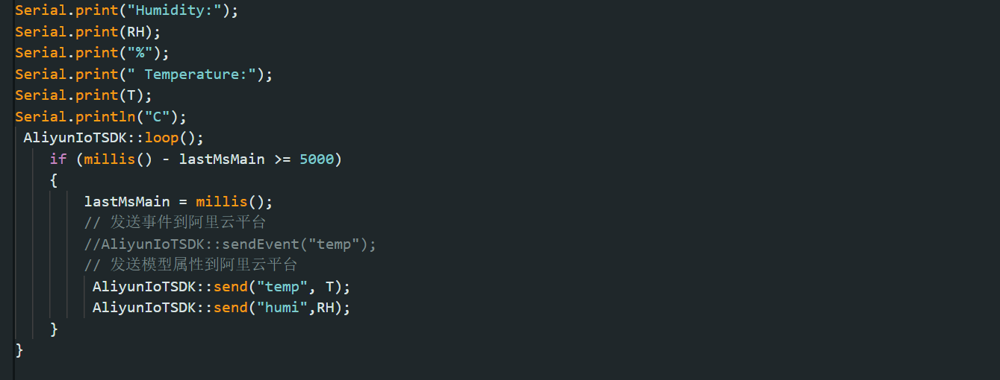 Serial.print("Humidity:");
Serial.print(RH);
Serial.print("%");
Serial.print(" Temperature:");
Serial.print(T);
Serial.println("C");
AliyunIoTSDK::loop();
if (millis() - lastMsMain >= 5000)
{
lastMsMain = millis();
// 发送事件到阿里云平台
//AliyunIoTSDK::sendEvent("temp");
// 发送模型属性到阿里云平台
AliyunIoTSDK::send("temp", T);
AliyunIoTSDK::send("humi",RH);
}
}